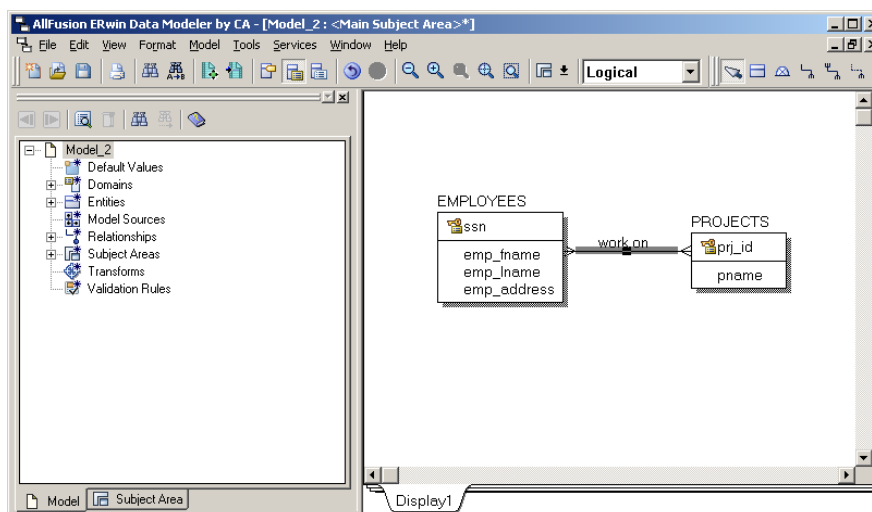 AllFusion ERwin Data Modeler by CA - [Model_2 : <Main Subject Area>*]
File Edit View Format Model Tools Services Window Help
A→B
Logical
Model_2
Default Values
Domains
Entities
Model Sources
Relationships
Subject Areas
Transforms
Validation Rules
EMPLOYEES
ssn
emp_fname
emp_lname
emp_address
work on
PROJECTS
prj_id
pname
Model Subject Area
Display1